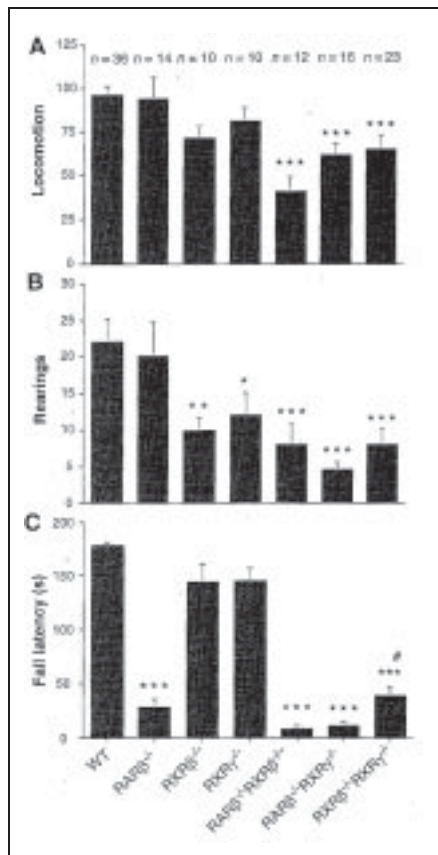 A
125
n=36 n=14 n=10 n=10 n=12 n=23
100
75
50
25
0
Locomotion
*** *** ***
B
30
25
20
15
10
5
0
Rearings
** *** *** ***
C
200
150
100
50
0
Fall latency (s)
*** *** *** #
***
WT
RARβ-/-
RXRβ-/-
RXRγ-/-
RARβ-/-RXRβ-/-
RARβ-/-RXRγ-/-
RXRβ-/-RXRγ-/-